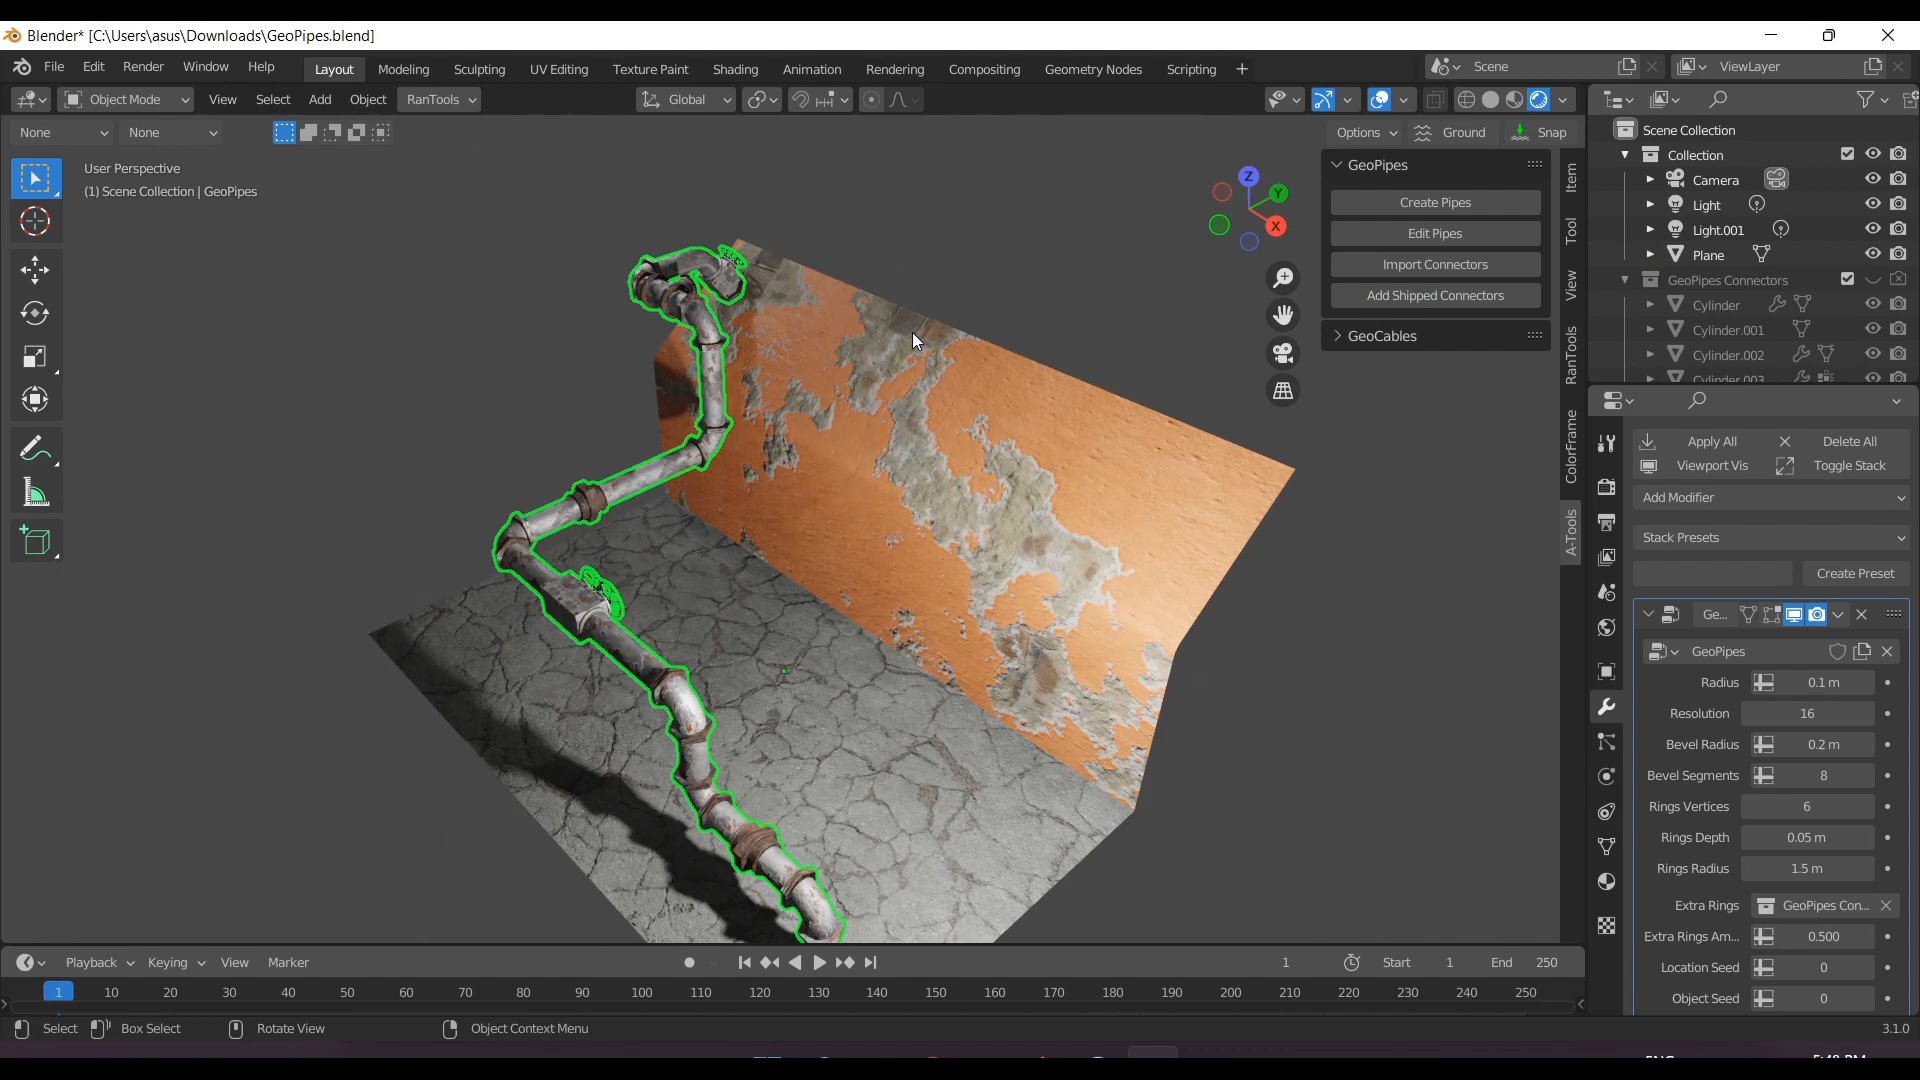 Blender* [C:\Users\asus\Downloads\GeoPipes.blend]
File Edit Render Window Help Layout Modeling Sculpting UV Editing Texture Paint Shading Animation Rendering Compositing Geometry Nodes Scripting + Scene ViewLayer
Object Mode View Select Add Object RanTools Global
None None Options Ground Snap
User Perspective
(1) Scene Collection | GeoPipes
Z
Y
X
GeoPipes
Create Pipes
Edit Pipes
Import Connectors
Add Shipped Connectors
GeoCables
Item
Tool
View
RanTools
ColorFrame
A-Tools
Scene Collection
Collection
Camera
Light
Light.001
Plane
GeoPipes Connectors
Cylinder
Cylinder.001
Cylinder.002
Cylinder.003
Apply All Delete All
Viewport Vis Toggle Stack
Add Modifier
Stack Presets
Create Preset
Ge...
GeoPipes
Radius 0.1 m
Resolution 16
Bevel Radius 0.2 m
Bevel Segments 8
Rings Vertices 6
Rings Depth 0.05 m
Rings Radius 1.5 m
Extra Rings GeoPipes Con...
Extra Rings Am... 0.500
Location Seed 0
Object Seed 0
Playback Keying View Marker 1 Start 1 End 250
1 10 20 30 40 50 60 70 80 90 100 110 120 130 140 150 160 170 180 190 200 210 220 230 240 250
Select Box Select Rotate View Object Context Menu 3.1.0